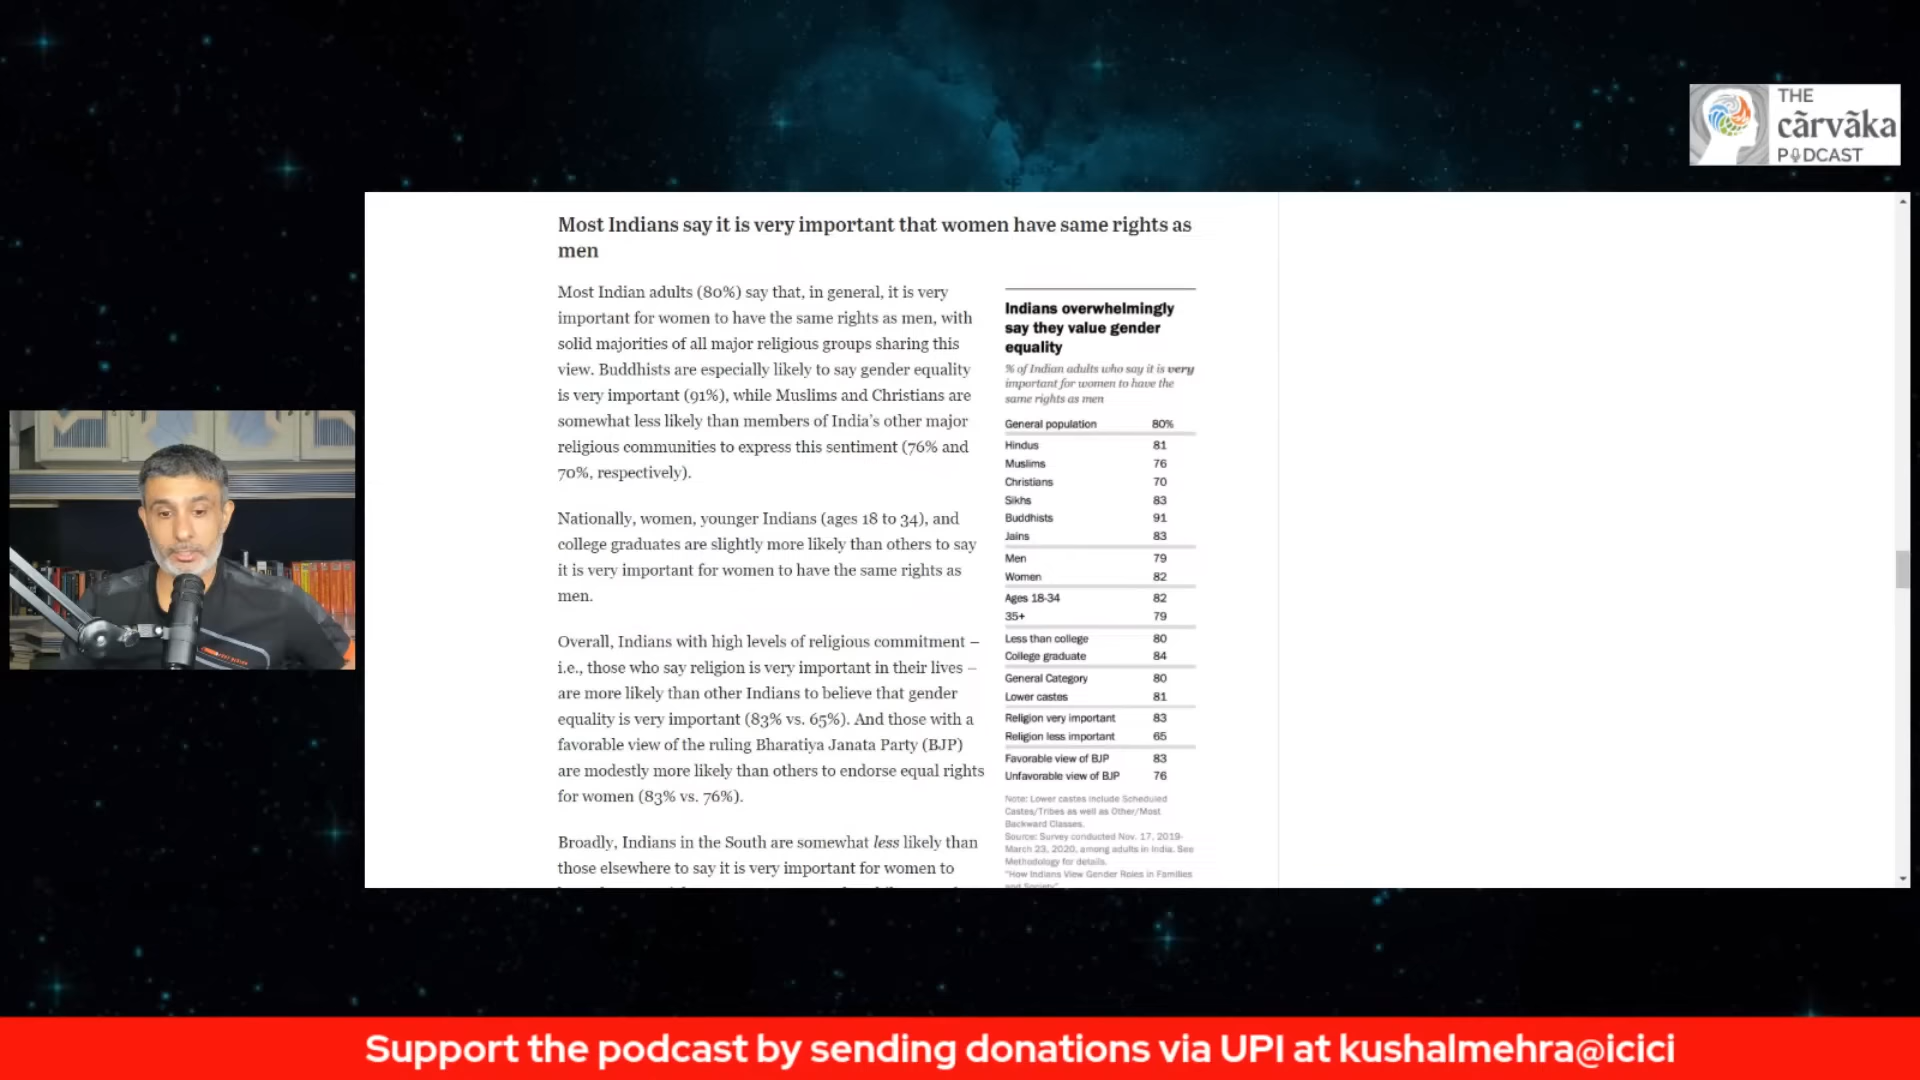 THE
cārvāka
PODCAST
Most Indians say it is very important that women have same rights as
men
Most Indian adults (80%) say that, in general, it is very
important for women to have the same rights as men, with
solid majorities of all major religious groups sharing this
view. Buddhists are especially likely to say gender equality
is very important (91%), while Muslims and Christians are
somewhat less likely than members of India’s other major
religious communities to express this sentiment (76% and
70%, respectively).
Nationally, women, younger Indians (ages 18 to 34), and
college graduates are slightly more likely than others to say
it is very important for women to have the same rights as
men.
Overall, Indians with high levels of religious commitment –
i.e., those who say religion is very important in their lives –
are more likely than other Indians to believe that gender
equality is very important (83% vs. 65%). And those with a
favorable view of the ruling Bharatiya Janata Party (BJP)
are modestly more likely than others to endorse equal rights
for women (83% vs. 76%).
Broadly, Indians in the South are somewhat less likely than
those elsewhere to say it is very important for women to
Indians overwhelmingly
say they value gender
equality
% of Indian adults who say it is very
important for women to have the
same rights as men
General population 80%
Hindus 81
Muslims 76
Christians 70
Sikhs 83
Buddhists 91
Jains 83
Men 79
Women 82
Ages 18-34 82
35+ 79
Less than college 80
College graduate 84
General Category 80
Lower castes 81
Religion very important 83
Religion less important 65
Favorable view of BJP 83
Unfavorable view of BJP 76
Note: Lower castes include Scheduled
Castes/Tribes as well as Other/Most
Backward Classes.
Source: Survey conducted Nov. 17, 2019-
March 23, 2020, among adults in India. See
Methodology for details.
"How Indians View Gender Roles in Families
and Society"
Support the podcast by sending donations via UPI at kushalmehra@icici